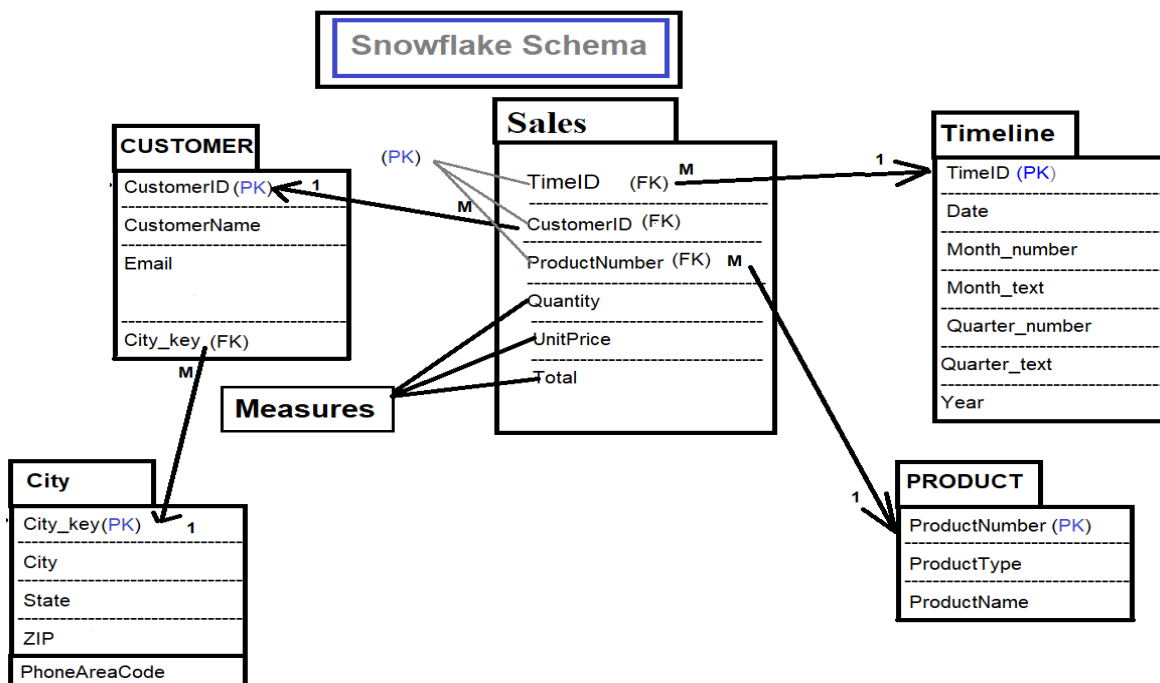 Snowflake Schema
CUSTOMER
CustomerID (PK)
1
CustomerName
Email
City_key (FK)
M
(PK)
Sales
TimeID (FK)
M
CustomerID (FK)
M
ProductNumber (FK)
M
Quantity
UnitPrice
Total
Measures
Timeline
1
TimeID (PK)
Date
Month_number
Month_text
Quarter_number
Quarter_text
Year
City
City_key(PK)
1
City
State
ZIP
PhoneAreaCode
PRODUCT
1
ProductNumber (PK)
ProductType
ProductName